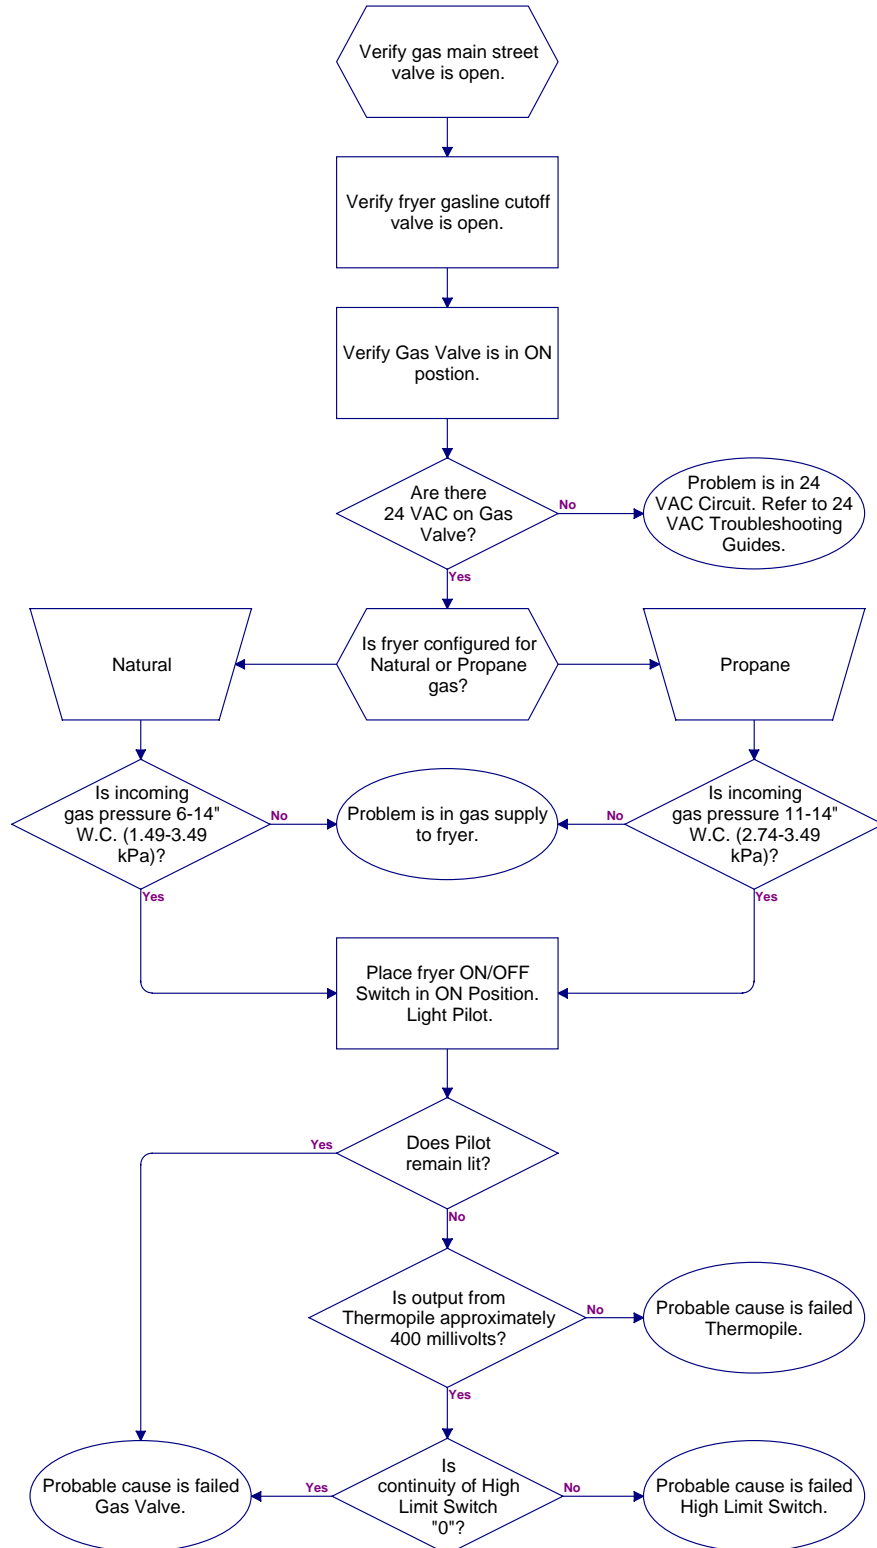 Verify gas main street
valve is open.
Verify fryer gasline cutoff
valve is open.
Verify Gas Valve is in ON
postion.
Are there
24 VAC on Gas
Valve?
No
Problem is in 24
VAC Circuit. Refer to 24
VAC Troubleshooting
Guides.
Yes
Natural
Is fryer configured for
Natural or Propane
gas?
Propane
Is incoming
gas pressure 6-14"
W.C. (1.49-3.49
kPa)?
No
Problem is in gas supply
to fryer.
No
Is incoming
gas pressure 11-14"
W.C. (2.74-3.49
kPa)?
Yes
Yes
Place fryer ON/OFF
Switch in ON Position.
Light Pilot.
Yes
Does Pilot
remain lit?
No
Is output from
Thermopile approximately
400 millivolts?
No
Probable cause is failed
Thermopile.
Yes
Probable cause is failed
Gas Valve.
Yes
Is
continuity of High
Limit Switch
"0"?
No
Probable cause is failed
High Limit Switch.